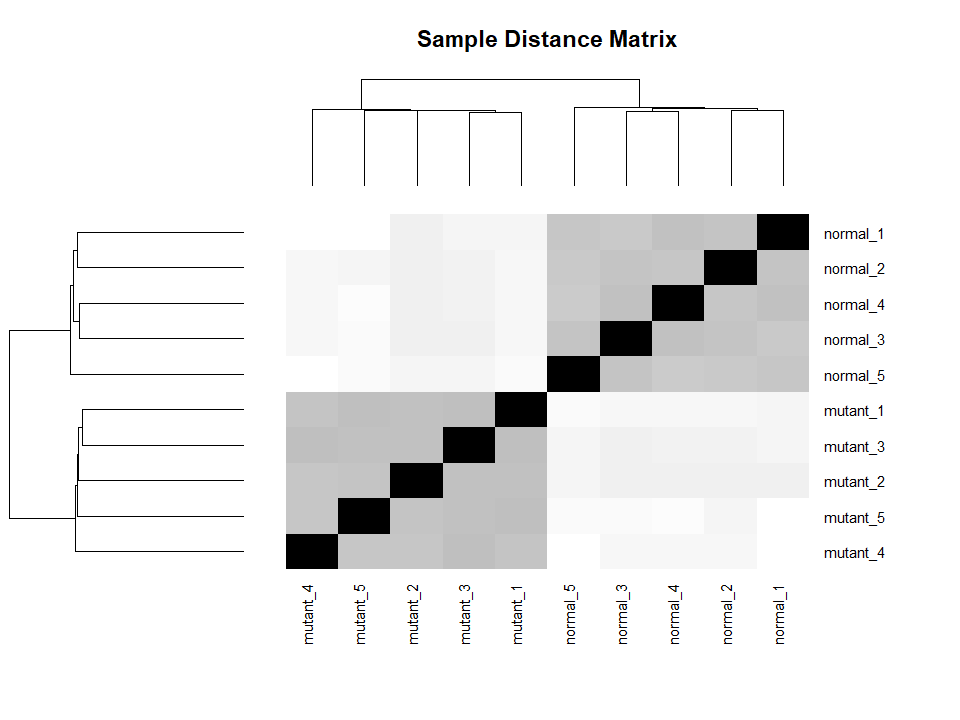 Sample Distance Matrix
normal_1
normal_2
normal_4
normal_3
normal_5
mutant_1
mutant_3
mutant_2
mutant_5
mutant_4
mutant_4
mutant_5
mutant_2
mutant_3
mutant_1
normal_5
normal_3
normal_4
normal_2
normal_1